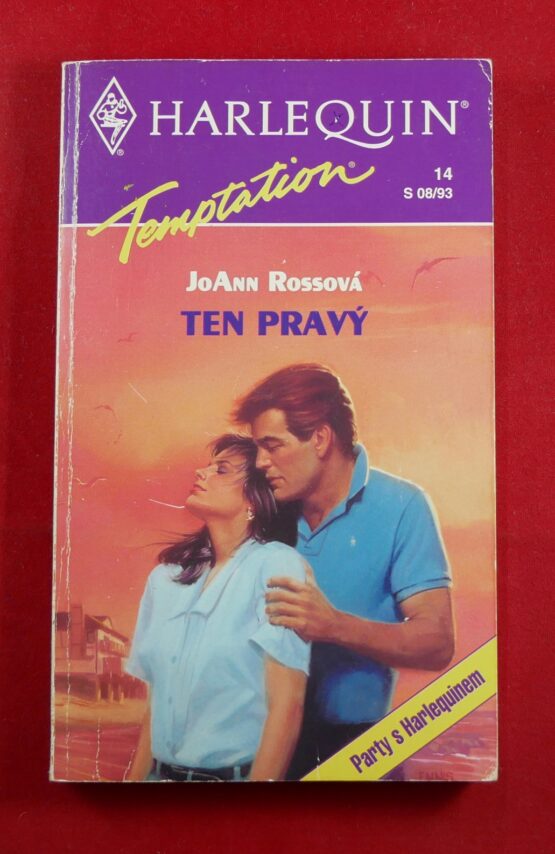 HARLEQUIN®
Temptation®
14
S 08/93
JoAnn Rossová
TEN PRAVÝ
Party s Harlequinem